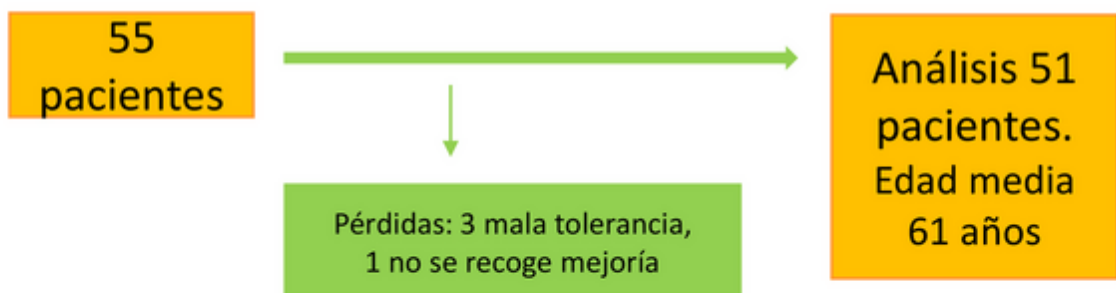 55
pacientes
Análisis 51
pacientes.
Edad media
61 años
Pérdidas: 3 mala tolerancia,
1 no se recoge mejoría